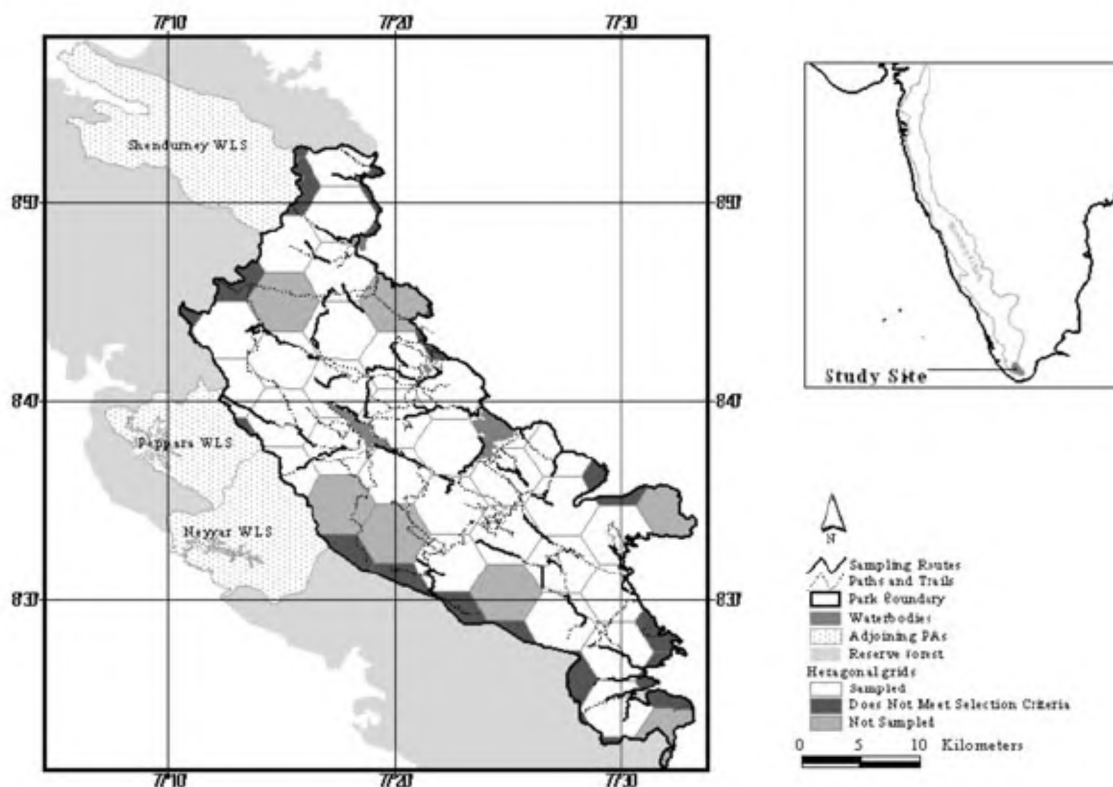 77°10' 77°20' 77°30'
Shendurney WLS
8°50' 8°50'
Study Site
8°40' 8°40'
Peppara WLS
Neyyar WLS
N
Sampling Routes
Paths and Trails
Park Boundary
Waterbodies
Adjoining PAs
Reserve forest
Hexagonal grids
Sampled
Does Not Meet Selection Criteria
Not Sampled
8°30' 8°30'
0 5 10 Kilometers
77°10' 77°20' 77°30'